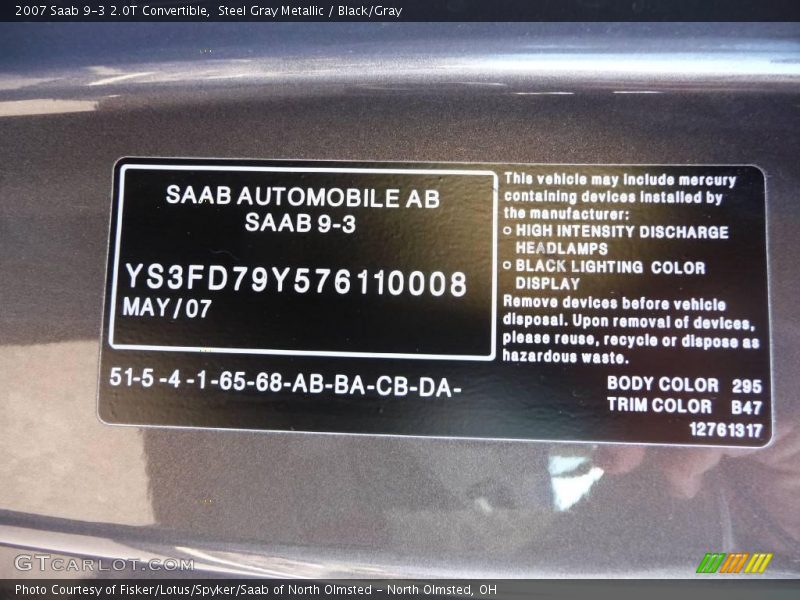 2007 Saab 9-3 2.0T Convertible, Steel Gray Metallic / Black/Gray
SAAB AUTOMOBILE AB
SAAB 9-3
YS3FD79Y576110008
MAY/07
51-5-4-1-65-68-AB-BA-CB-DA-
This vehicle may include mercury
containing devices installed by
the manufacturer:
○ HIGH INTENSITY DISCHARGE
HEADLAMPS
○ BLACK LIGHTING COLOR
DISPLAY
Remove devices before vehicle
disposal. Upon removal of devices,
please reuse, recycle or dispose as
hazardous waste.
BODY COLOR 295
TRIM COLOR B47
12761317
GTCARLOT.COM
Photo Courtesy of Fisker/Lotus/Spyker/Saab of North Olmsted - North Olmsted, OH